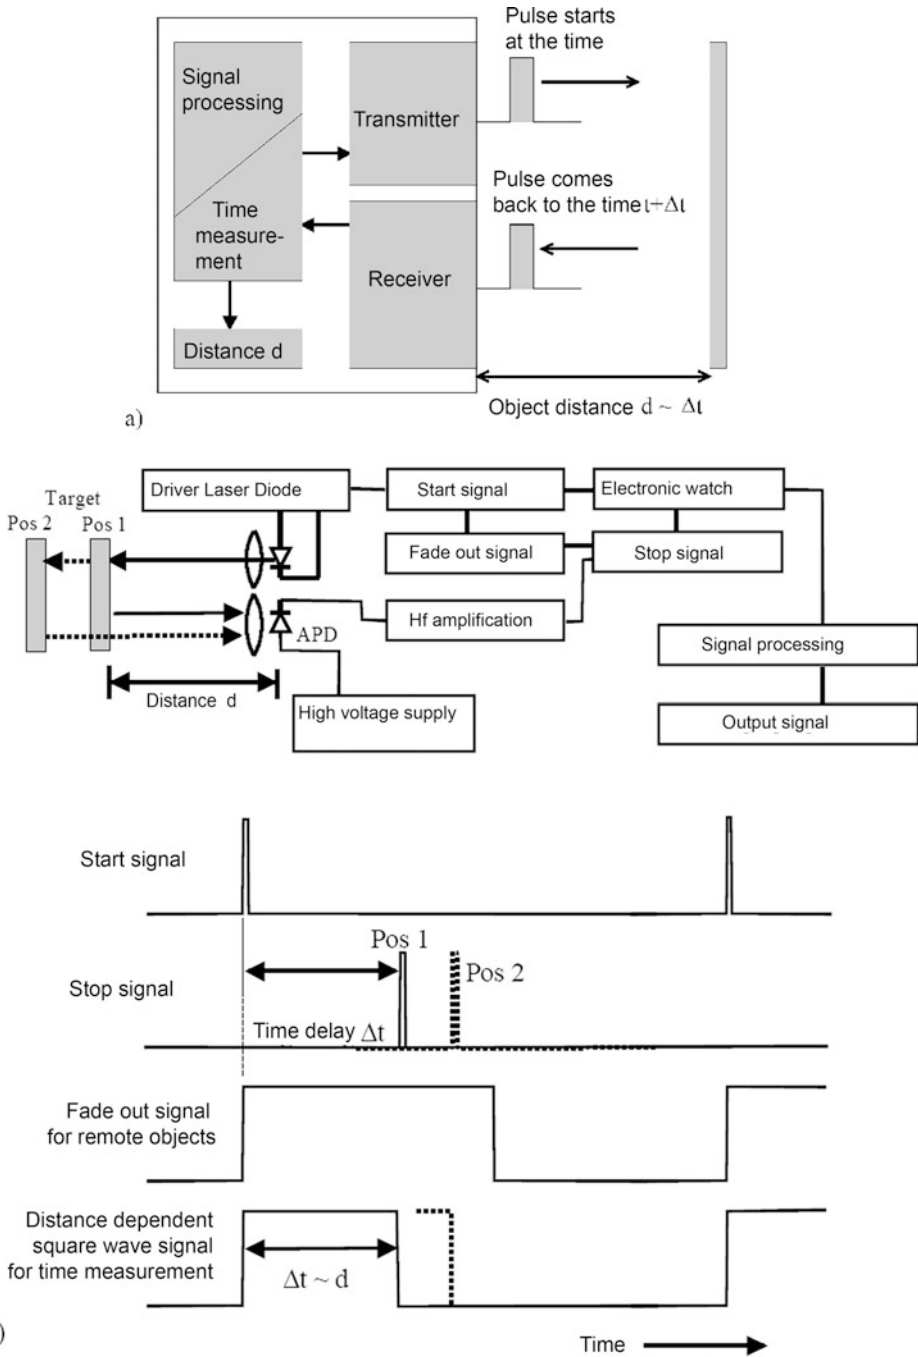 Pulse starts
at the time
Signal
processing
Transmitter
Pulse comes
back to the time t+Δt
Time
measure-
ment
Receiver
Distance d
Object distance d ~ Δt
a)
Driver Laser Diode
Start signal
Electronic watch
Target
Pos 2
Pos 1
Fade out signal
Stop signal
Hf amplification
APD
Signal processing
Distance d
High voltage supply
Output signal
Start signal
Pos 1
Pos 2
Stop signal
Time delay Δt
Fade out signal
for remote objects
Distance dependent
square wave signal
for time measurement
Δt ~ d
)
Time